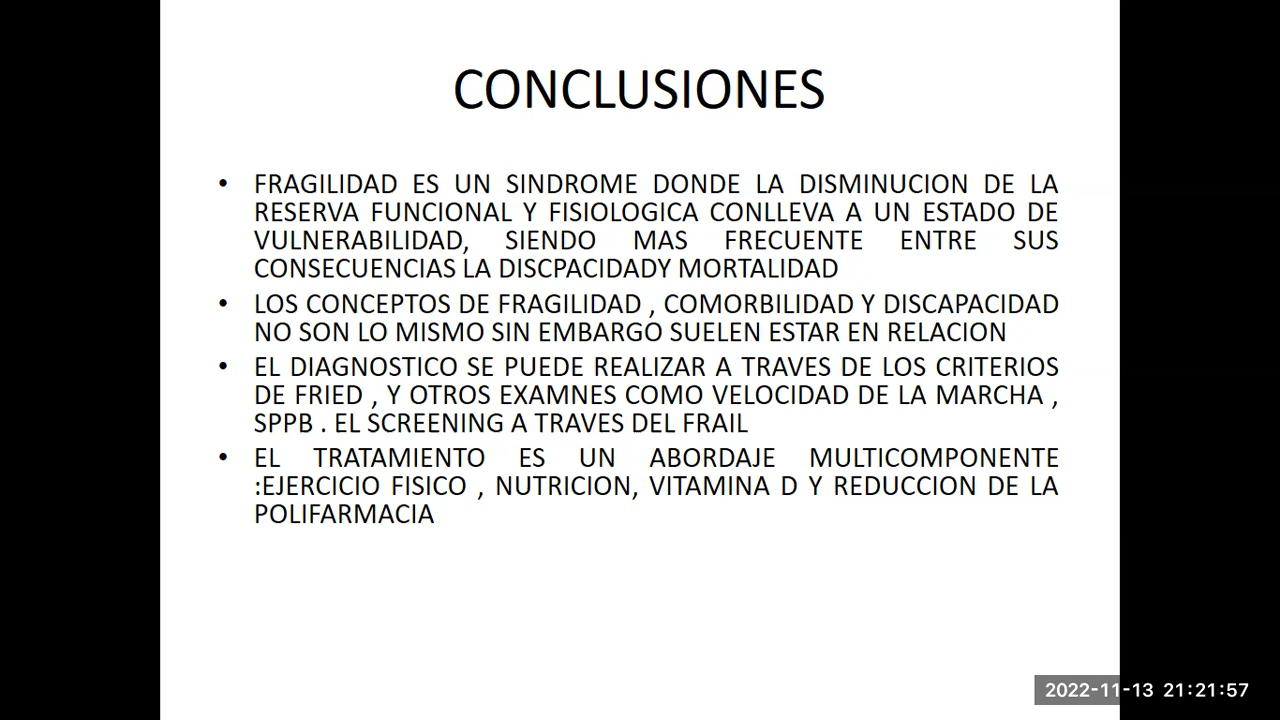 CONCLUSIONES
• FRAGILIDAD ES UN SINDROME DONDE LA DISMINUCION DE LA
RESERVA FUNCIONAL Y FISIOLOGICA CONLLEVA A UN ESTADO DE
VULNERABILIDAD, SIENDO MAS FRECUENTE ENTRE SUS
CONSECUENCIAS LA DISCPACIDADY MORTALIDAD
• LOS CONCEPTOS DE FRAGILIDAD , COMORBILIDAD Y DISCAPACIDAD
NO SON LO MISMO SIN EMBARGO SUELEN ESTAR EN RELACION
• EL DIAGNOSTICO SE PUEDE REALIZAR A TRAVES DE LOS CRITERIOS
DE FRIED , Y OTROS EXAMNES COMO VELOCIDAD DE LA MARCHA ,
SPPB . EL SCREENING A TRAVES DEL FRAIL
• EL TRATAMIENTO ES UN ABORDAJE MULTICOMPONENTE
:EJERCICIO FISICO , NUTRICION, VITAMINA D Y REDUCCION DE LA
POLIFARMACIA
2022-11-13 21:21:57